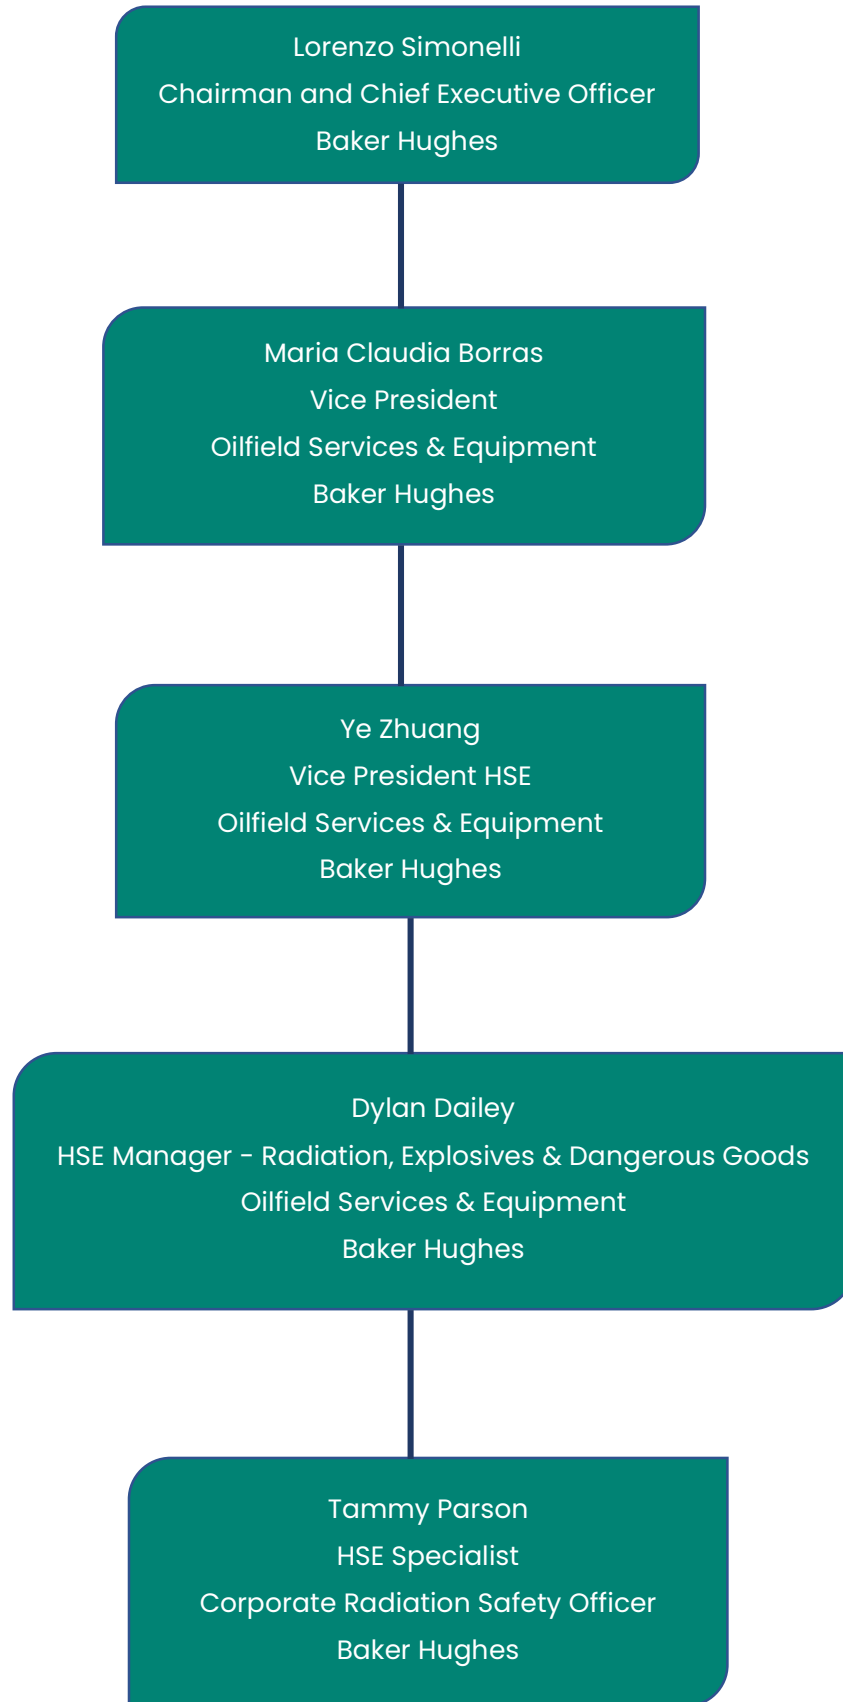 Lorenzo Simonelli
Chairman and Chief Executive Officer
Baker Hughes
Maria Claudia Borras
Vice President
Oilfield Services & Equipment
Baker Hughes
Ye Zhuang
Vice President HSE
Oilfield Services & Equipment
Baker Hughes
Dylan Dailey
HSE Manager - Radiation, Explosives & Dangerous Goods
Oilfield Services & Equipment
Baker Hughes
Tammy Parson
HSE Specialist
Corporate Radiation Safety Officer
Baker Hughes